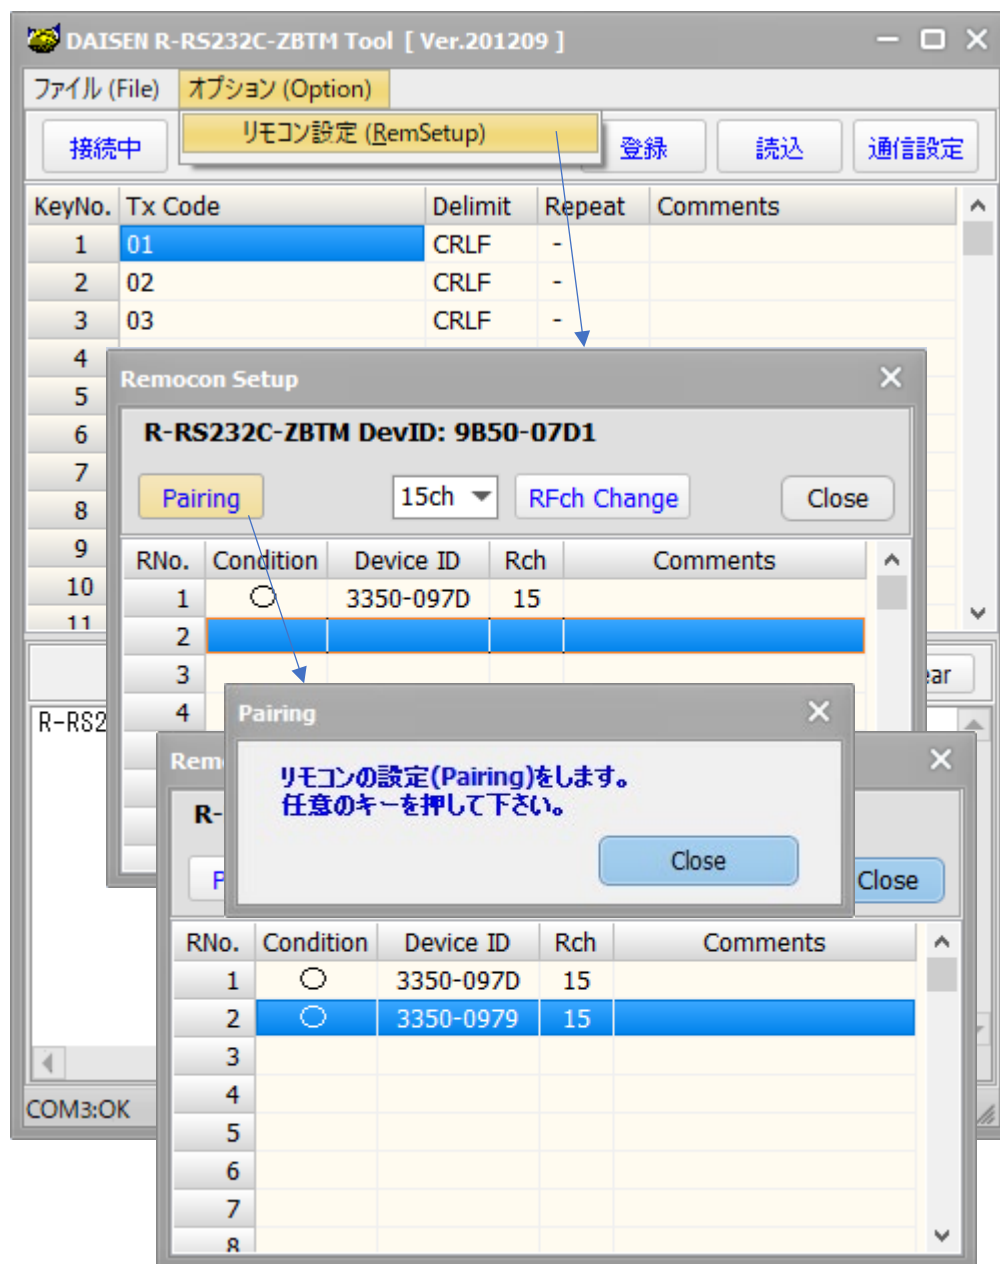 DAISEN R-RS232C-ZBTM Tool [ Ver.201209 ]
ファイル (File) オプション (Option)
リモコン設定 (RemSetup)
接続中 登録 読込 通信設定
KeyNo. Tx Code Delimit Repeat Comments
1 01 CRLF -
2 02 CRLF -
3 03 CRLF -
4
5
6
7
8
9
10
11
Remocon Setup
R-RS232C-ZBTM DevID: 9B50-07D1
Pairing 15ch RFch Change Close
RNo. Condition Device ID Rch Comments
1 ○ 3350-097D 15
2
3
4
Pairing
リモコンの設定(Pairing)をします。
任意のキーを押して下さい。
Close
Close
RNo. Condition Device ID Rch Comments
1 ○ 3350-097D 15
2 ○ 3350-0979 15
3
4
5
6
7
8
COM3:OK